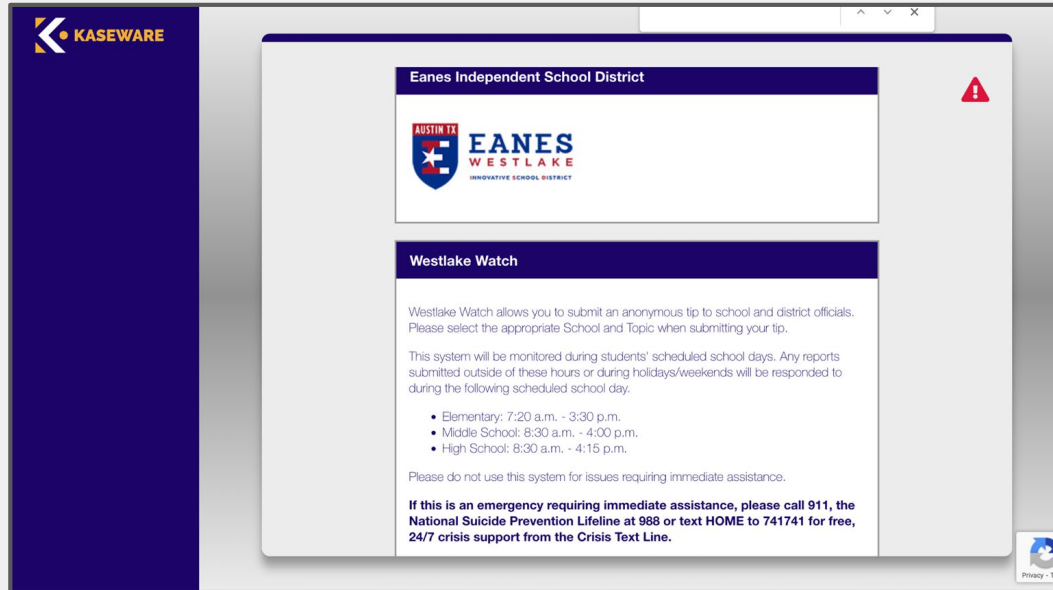 KASEWARE
Eanes Independent School District
AUSTIN TX
EANES
WESTLAKE
INNOVATIVE SCHOOL DISTRICT
Westlake Watch
Westlake Watch allows you to submit an anonymous tip to school and district officials.
Please select the appropriate School and Topic when submitting your tip.
This system will be monitored during students' scheduled school days. Any reports
submitted outside of these hours or during holidays/weekends will be responded to
during the following scheduled school day.
• Elementary: 7:20 a.m. - 3:30 p.m.
• Middle School: 8:30 a.m. - 4:00 p.m.
• High School: 8:30 a.m. - 4:15 p.m.
Please do not use this system for issues requiring immediate assistance.
If this is an emergency requiring immediate assistance, please call 911, the
National Suicide Prevention Lifeline at 988 or text HOME to 741741 for free,
24/7 crisis support from the Crisis Text Line.
Privacy -